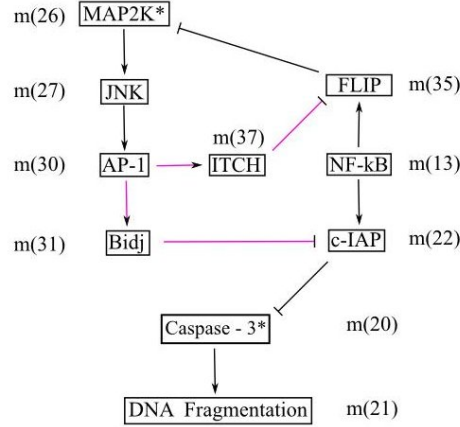 m(26) MAP2K*
m(27) JNK FLIP m(35)
m(37)
m(30) AP-1 ITCH NF-kB m(13)
m(31) Bidj c-IAP m(22)
Caspase - 3* m(20)
DNA Fragmentation m(21)